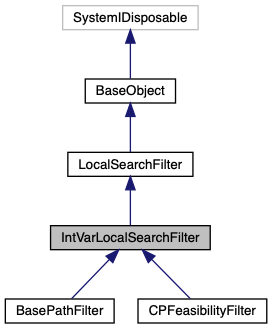 SystemIDisposable
BaseObject
LocalSearchFilter
IntVarLocalSearchFilter
BasePathFilter
CPFeasibilityFilter